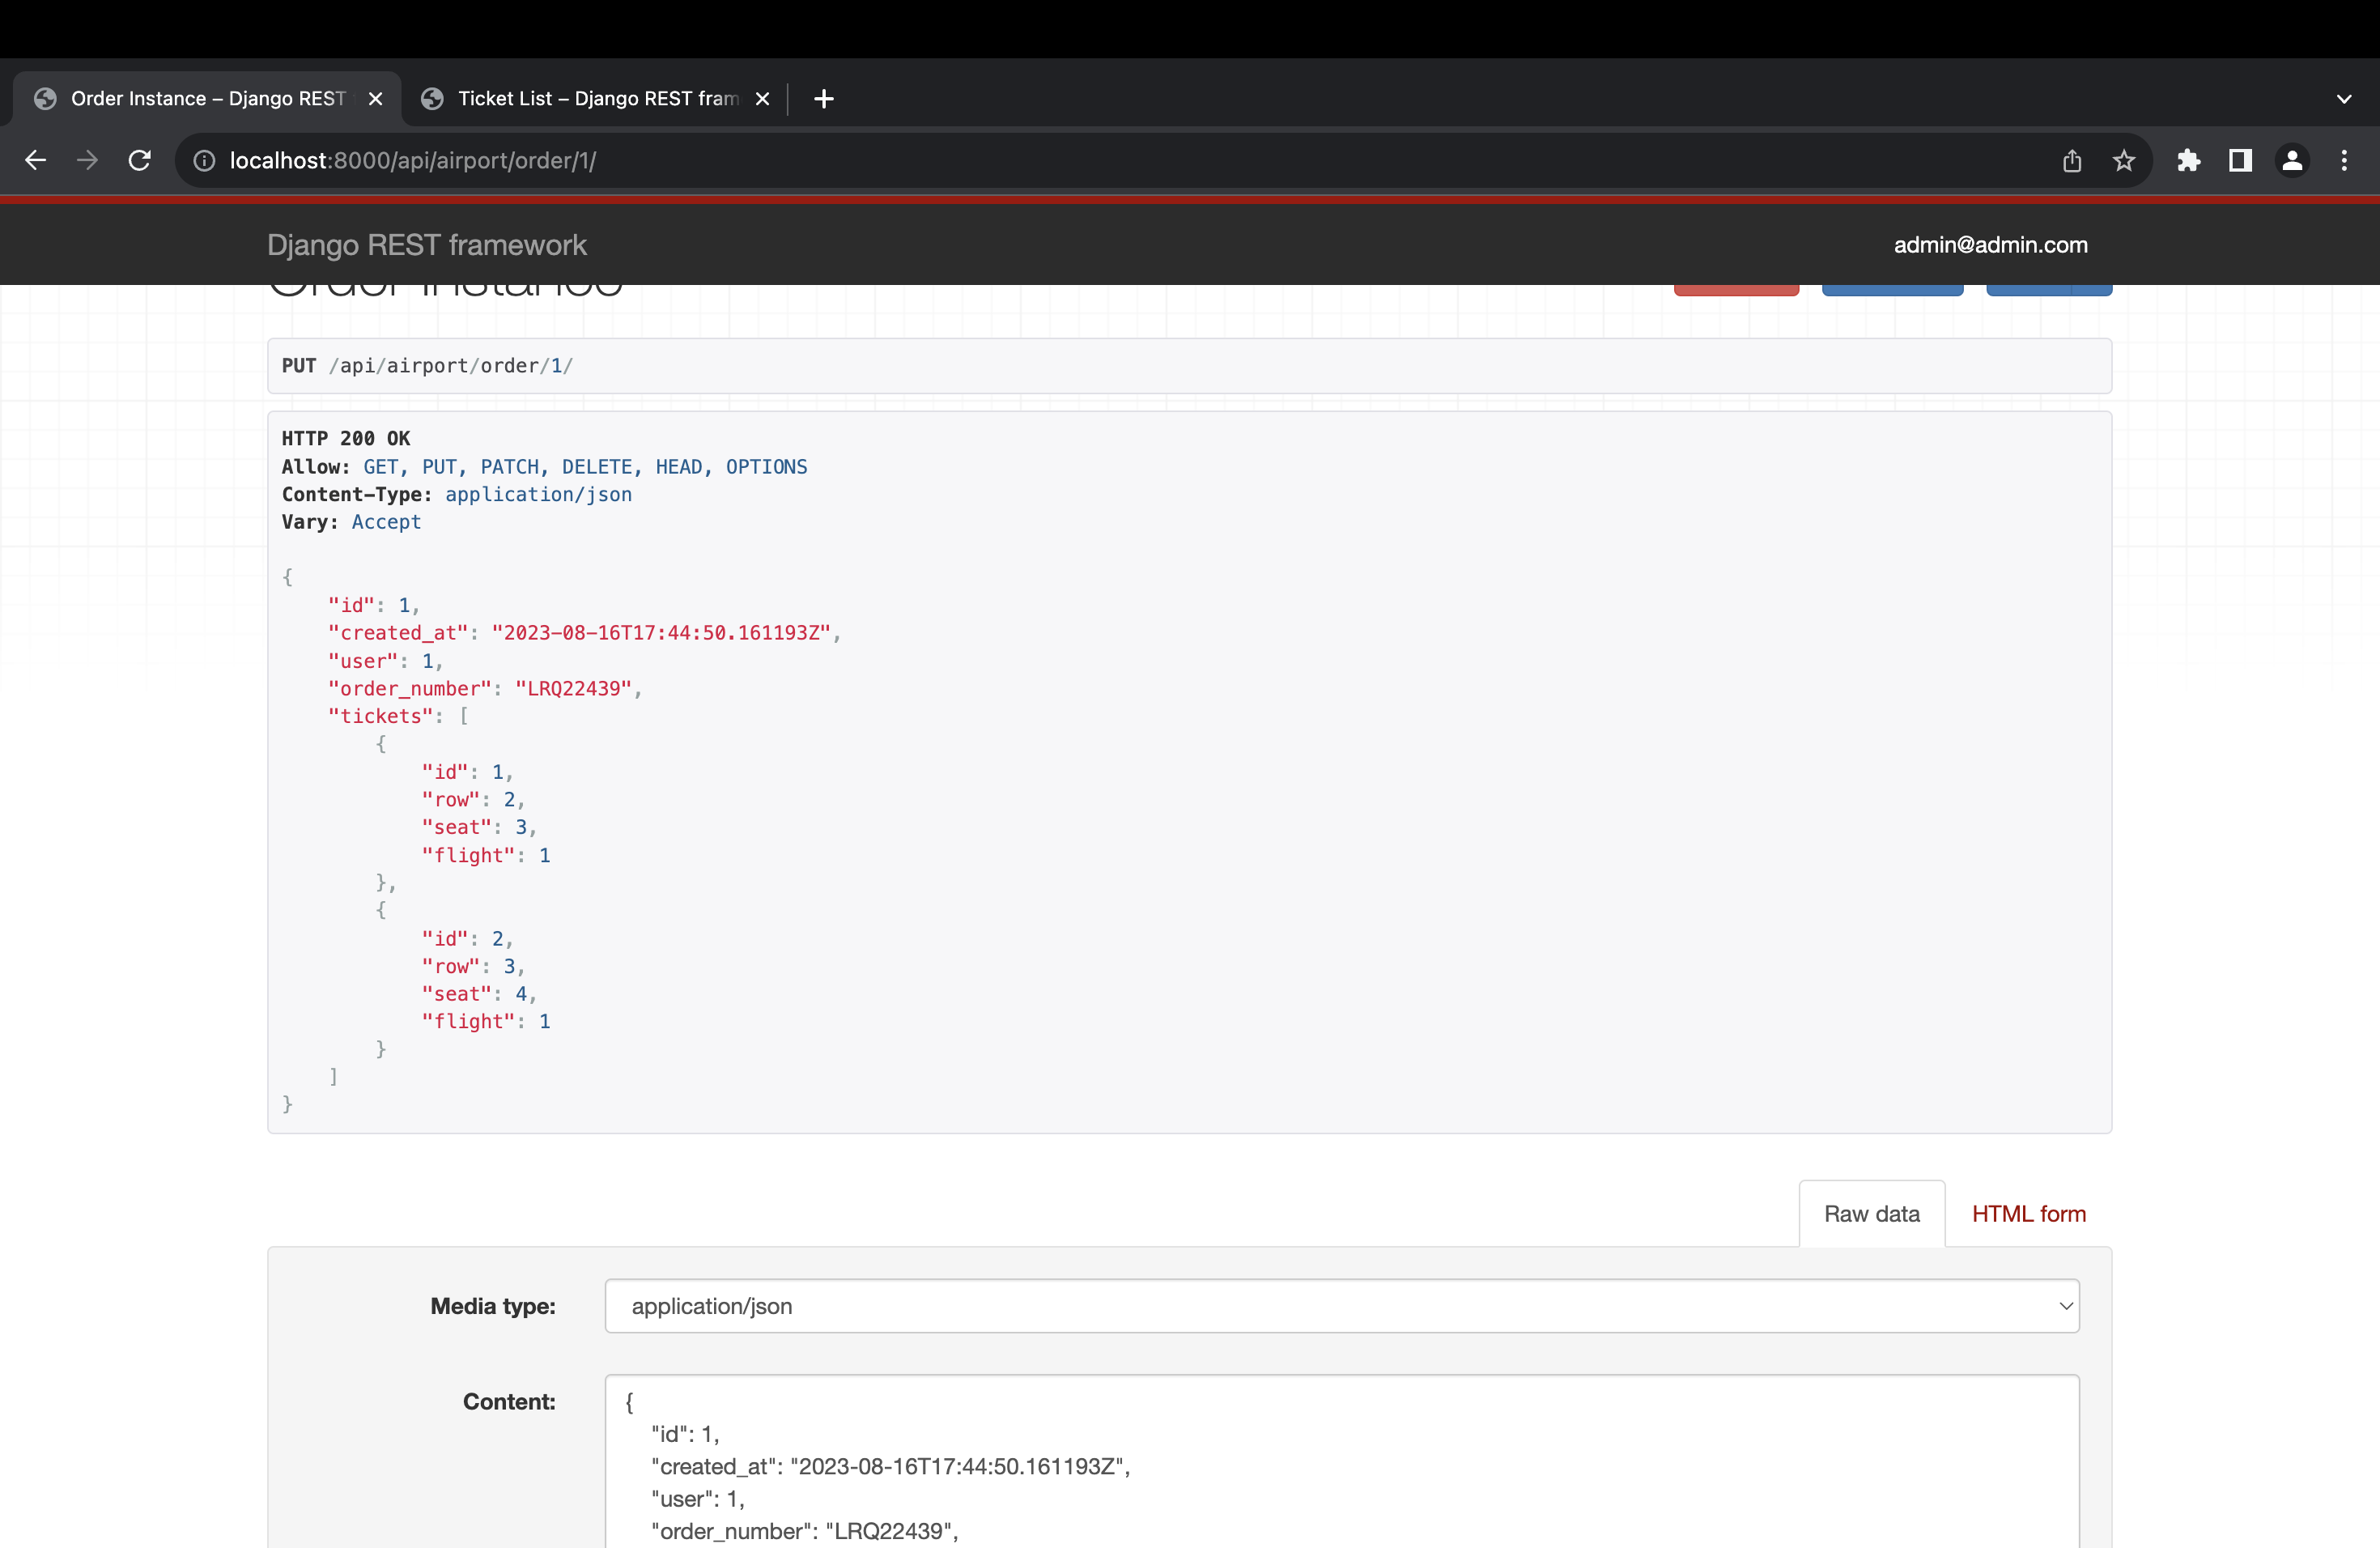 Order Instance – Django REST
Ticket List – Django REST fram
localhost:8000/api/airport/order/1/
Django REST framework
admin@admin.com
Order Instance
PUT /api/airport/order/1/
HTTP 200 OK
Allow: GET, PUT, PATCH, DELETE, HEAD, OPTIONS
Content-Type: application/json
Vary: Accept
{
"id": 1,
"created_at": "2023-08-16T17:44:50.161193Z",
"user": 1,
"order_number": "LRQ22439",
"tickets": [
{
"id": 1,
"row": 2,
"seat": 3,
"flight": 1
},
{
"id": 2,
"row": 3,
"seat": 4,
"flight": 1
}
]
}
Raw data
HTML form
Media type:
application/json
Content:
{
"id": 1,
"created_at": "2023-08-16T17:44:50.161193Z",
"user": 1,
"order_number": "LRQ22439",